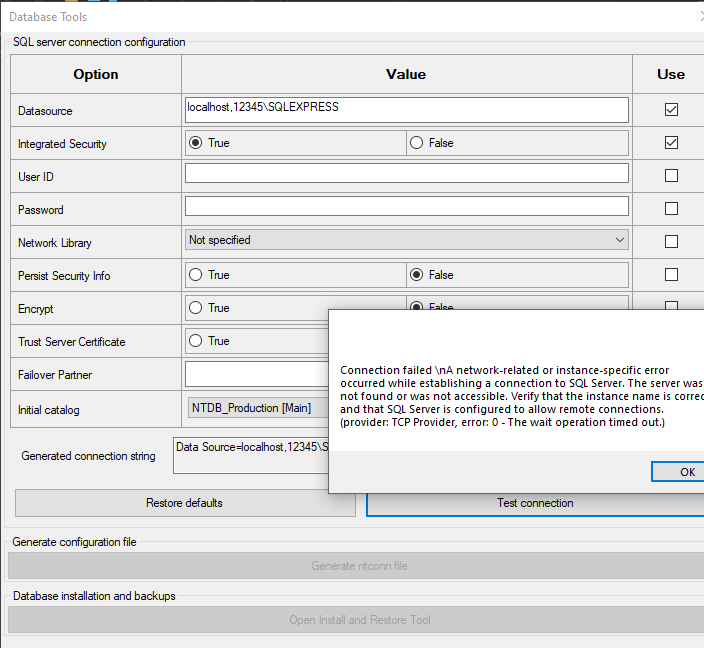 Database Tools
SQL server connection configuration
Option Value Use
Datasource localhost,12345\SQLEXPRESS
Integrated Security True False
User ID
Password
Network Library Not specified
Persist Security Info True False
Encrypt True False
Trust Server Certificate True
Failover Partner
Initial catalog NTDB_Production [Main]
Generated connection string Data Source=localhost,12345\S
Connection failed \nA network-related or instance-specific error
occurred while establishing a connection to SQL Server. The server was
not found or was not accessible. Verify that the instance name is correc
and that SQL Server is configured to allow remote connections.
(provider: TCP Provider, error: 0 - The wait operation timed out.)
OK
Restore defaults Test connection
Generate configuration file
Generate ntconn file
Database installation and backups
Open Install and Restore Tool